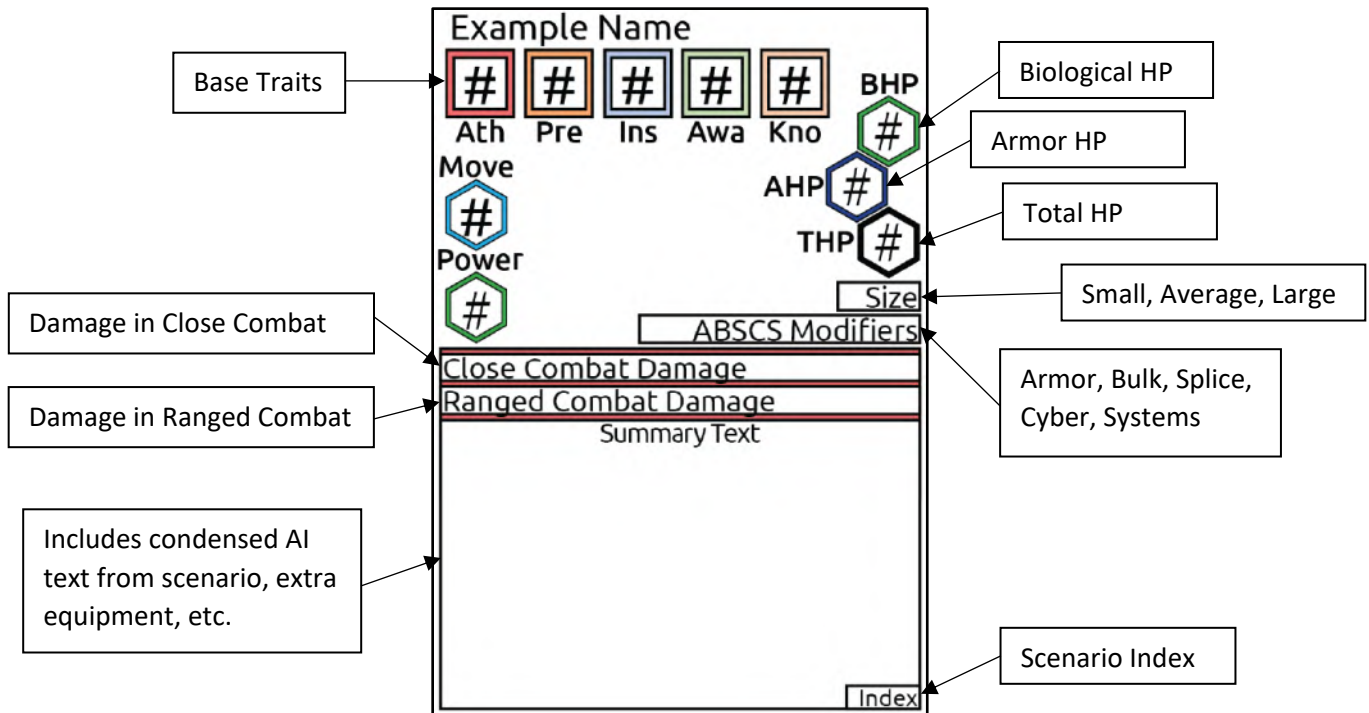 Example Name
Base Traits
# # # # #
Ath Pre Ins Awa Kno
BHP
#
Biological HP
Move
#
AHP #
Armor HP
THP #
Total HP
Power
#
Size
Small, Average, Large
ABSCS Modifiers
Armor, Bulk, Splice,
Cyber, Systems
Damage in Close Combat
Close Combat Damage
Damage in Ranged Combat
Ranged Combat Damage
Summary Text
Includes condensed AI
text from scenario, extra
equipment, etc.
Index
Scenario Index